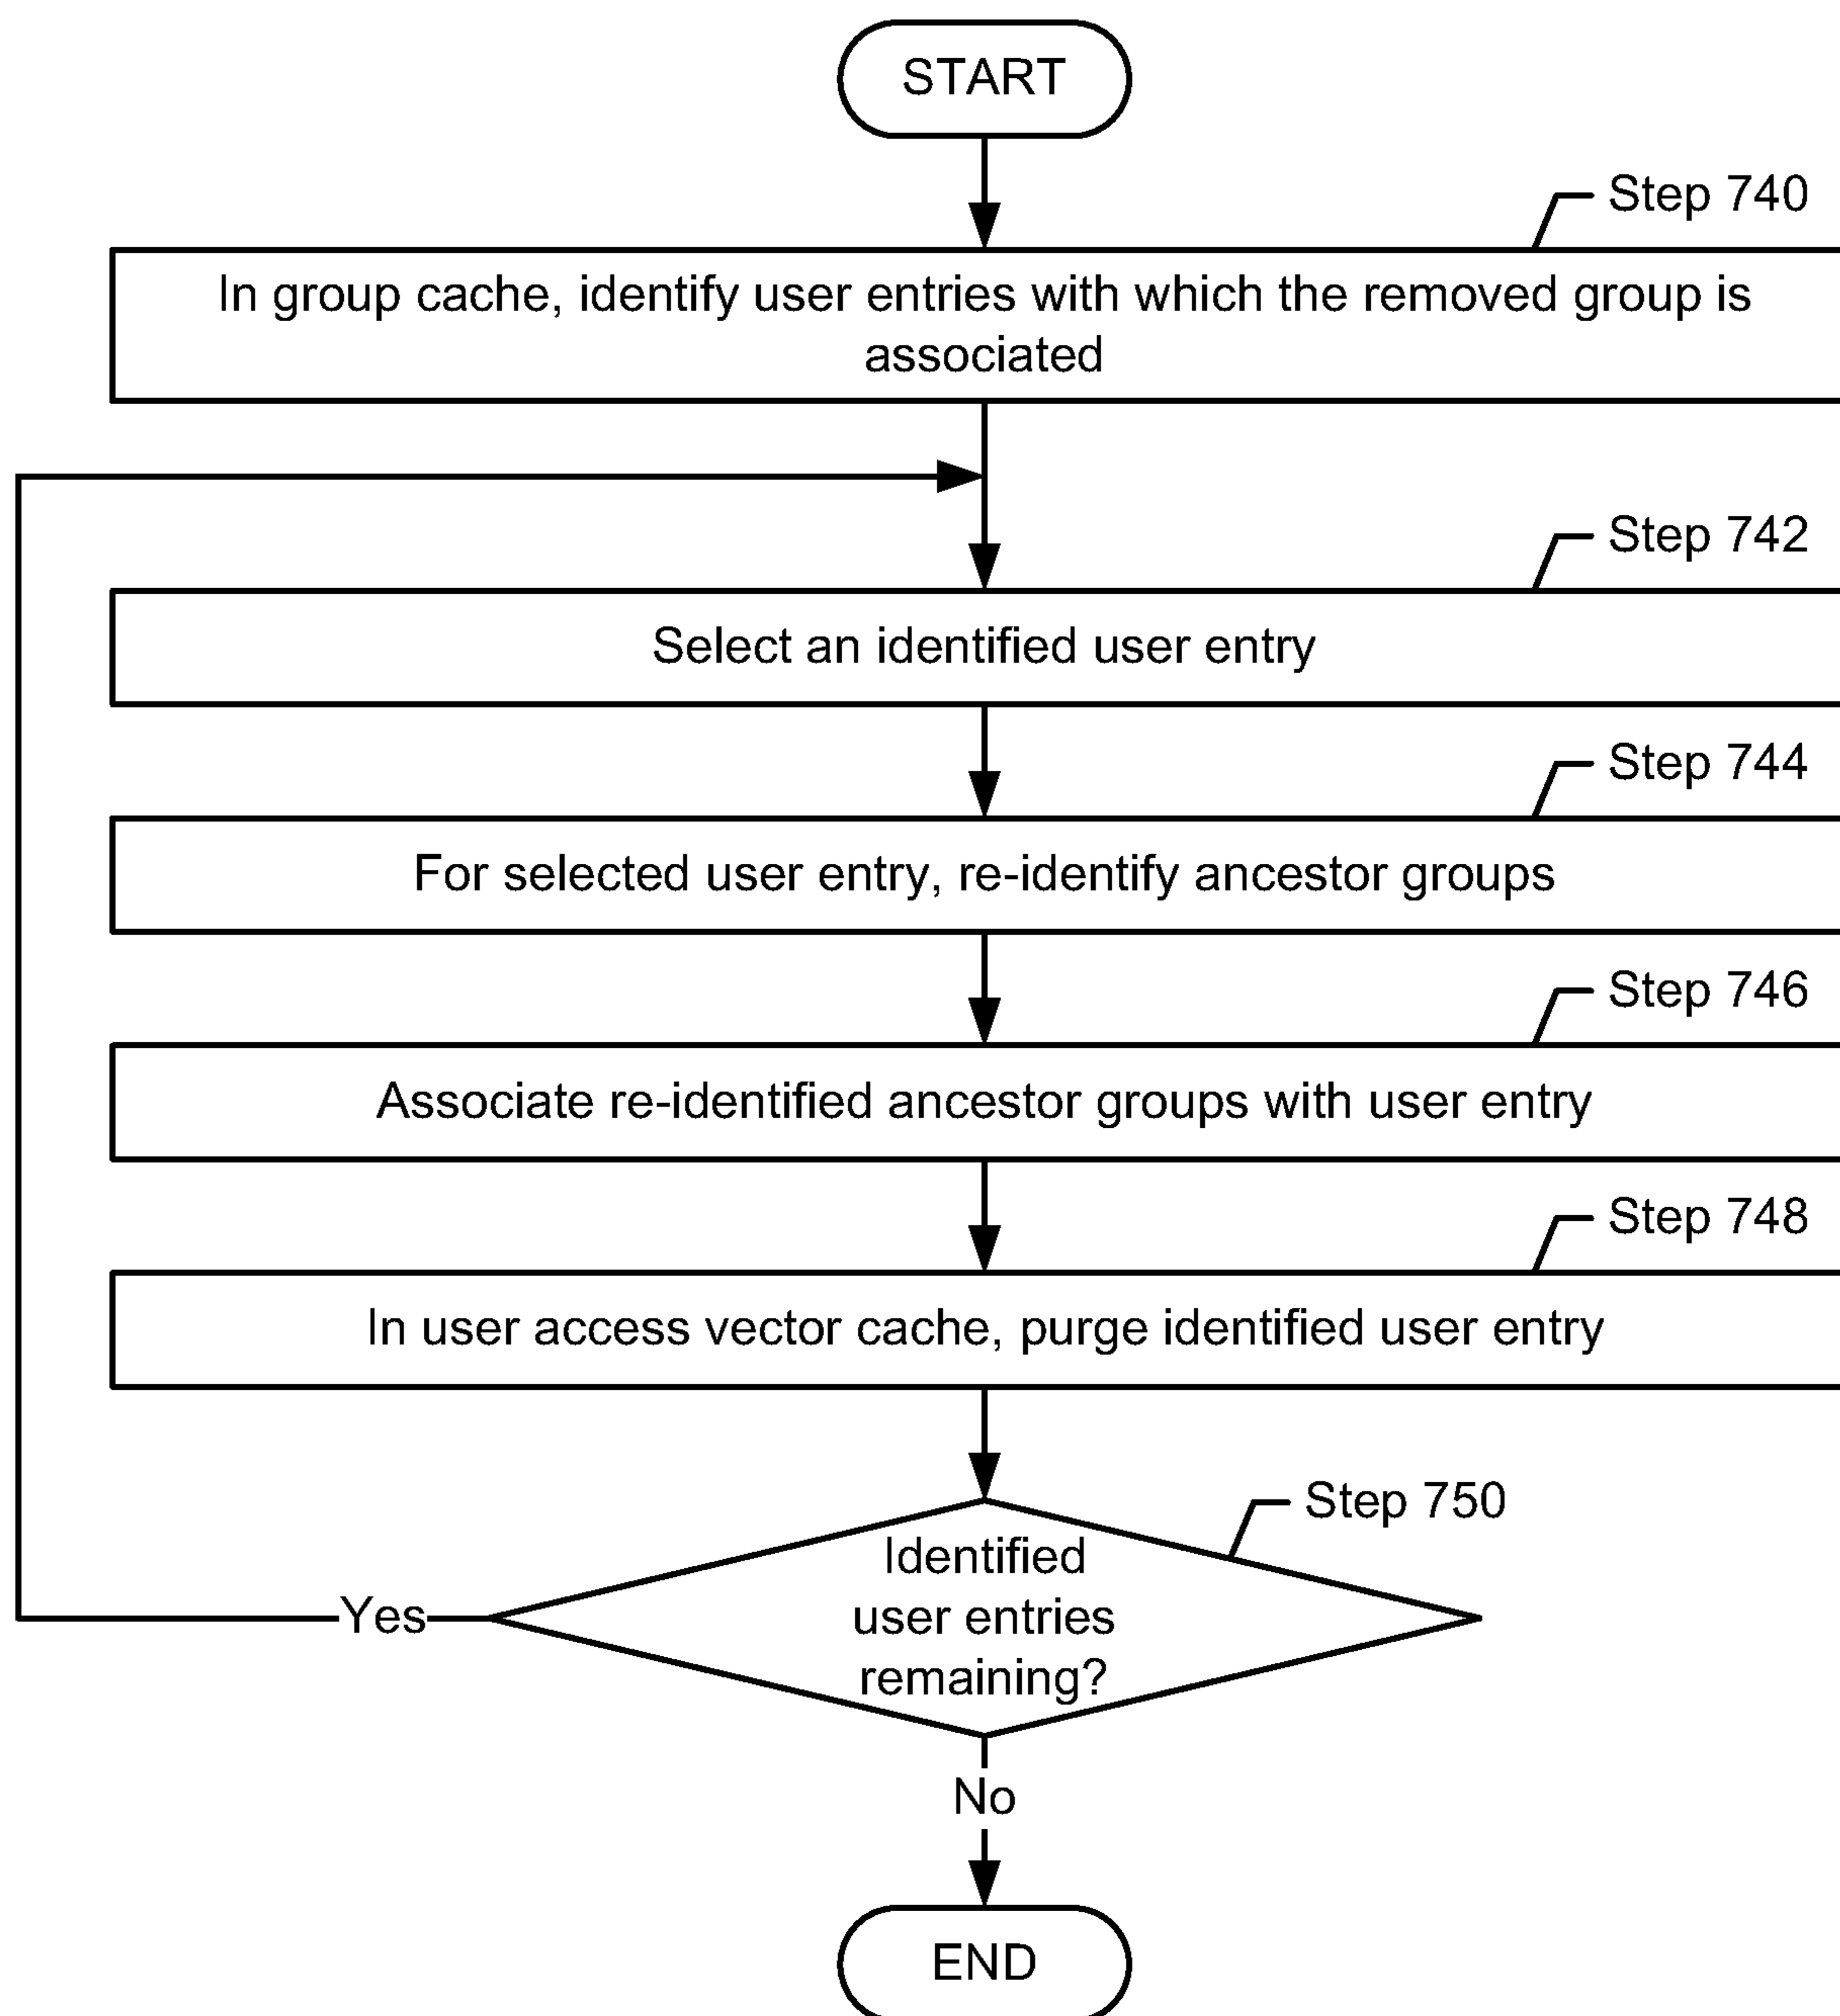 START
Step 740
In group cache, identify user entries with which the removed group is
associated
Step 742
Select an identified user entry
Step 744
For selected user entry, re-identify ancestor groups
Step 746
Associate re-identified ancestor groups with user entry
Step 748
In user access vector cache, purge identified user entry
Step 750
Identified
user entries
remaining?
Yes
No
END